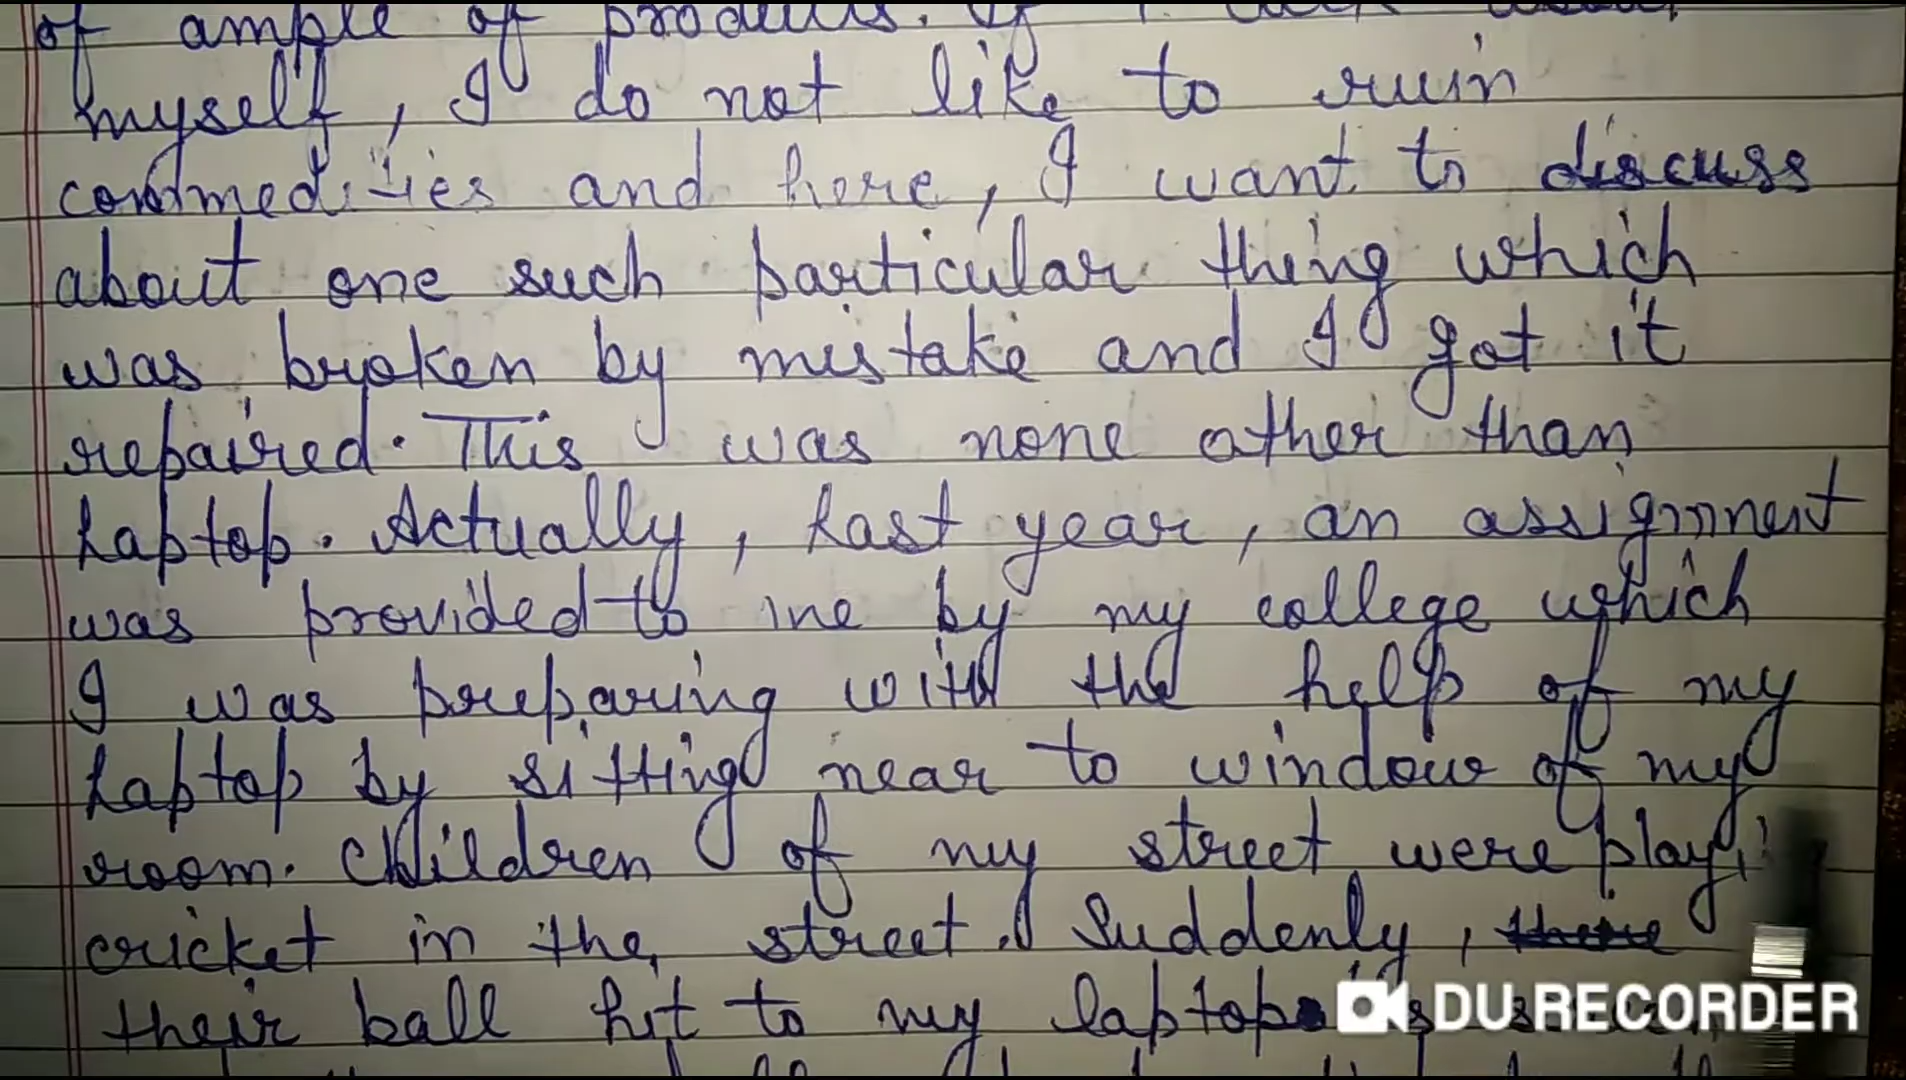 of ample of products. If I talk about
myself, I do not like to ruin
commedities and here, I want to discuss
about one such particular thing which
was broken by mistake and I got it
repaired. This was none other than
Laptop. Actually, Last year, an assignment
was provided to me by my college which
I was preparing with the help of my
Laptop by sitting near to window of my
room. Children of my street were play
cricket in the street. Suddenly,
their ball hit to my laptop
DU RECORDER